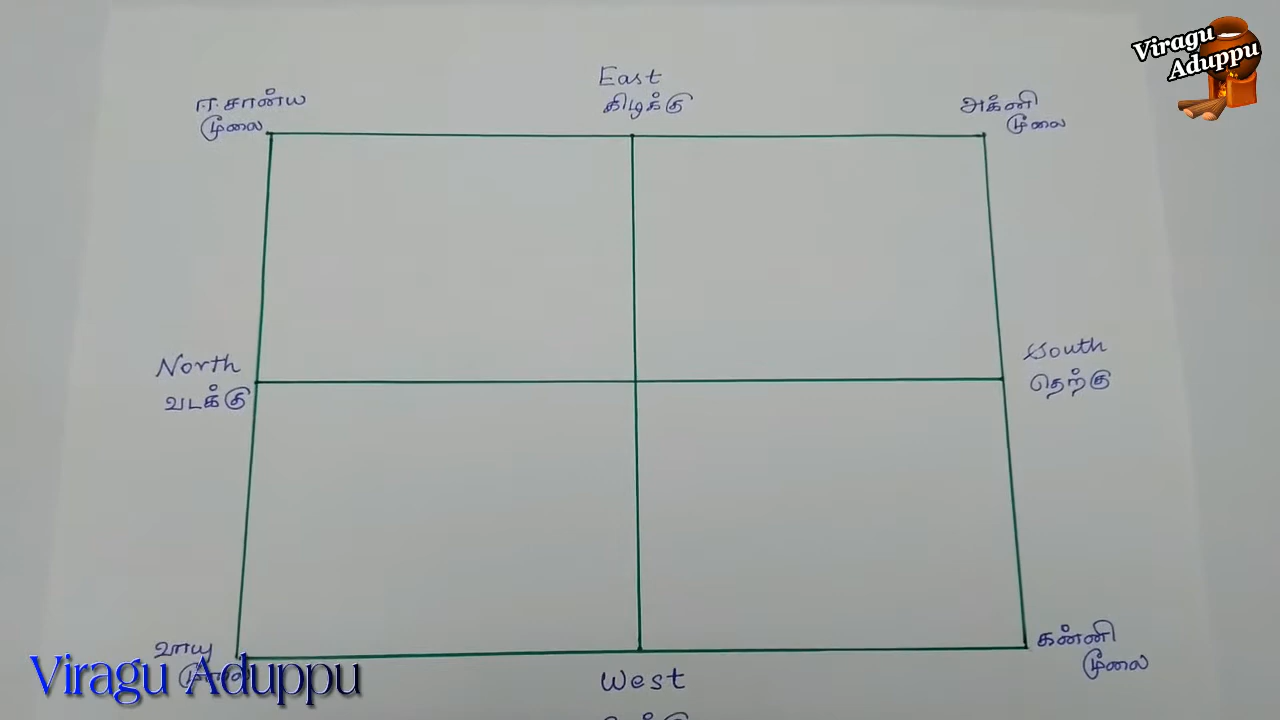 Viragu
Aduppu
East
கிழக்கு
ஈசான்ய
மூலை
அக்னி
மூலை
North
வடக்கு
South
தெற்கு
வாயு
கன்னி
மூலை
Viragu Aduppu
West